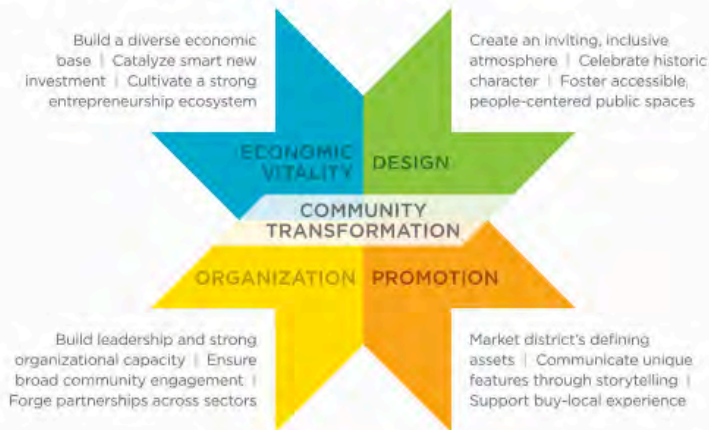 Build a diverse economic
base | Catalyze smart new
investment | Cultivate a strong
entrepreneurship ecosystem
Create an inviting, inclusive
atmosphere | Celebrate historic
character | Foster accessible,
people-centered public spaces
ECONOMIC
VITALITY
DESIGN
COMMUNITY
TRANSFORMATION
ORGANIZATION
PROMOTION
Build leadership and strong
organizational capacity | Ensure
broad community engagement |
Forge partnerships across sectors
Market district's defining
assets | Communicate unique
features through storytelling |
Support buy-local experience